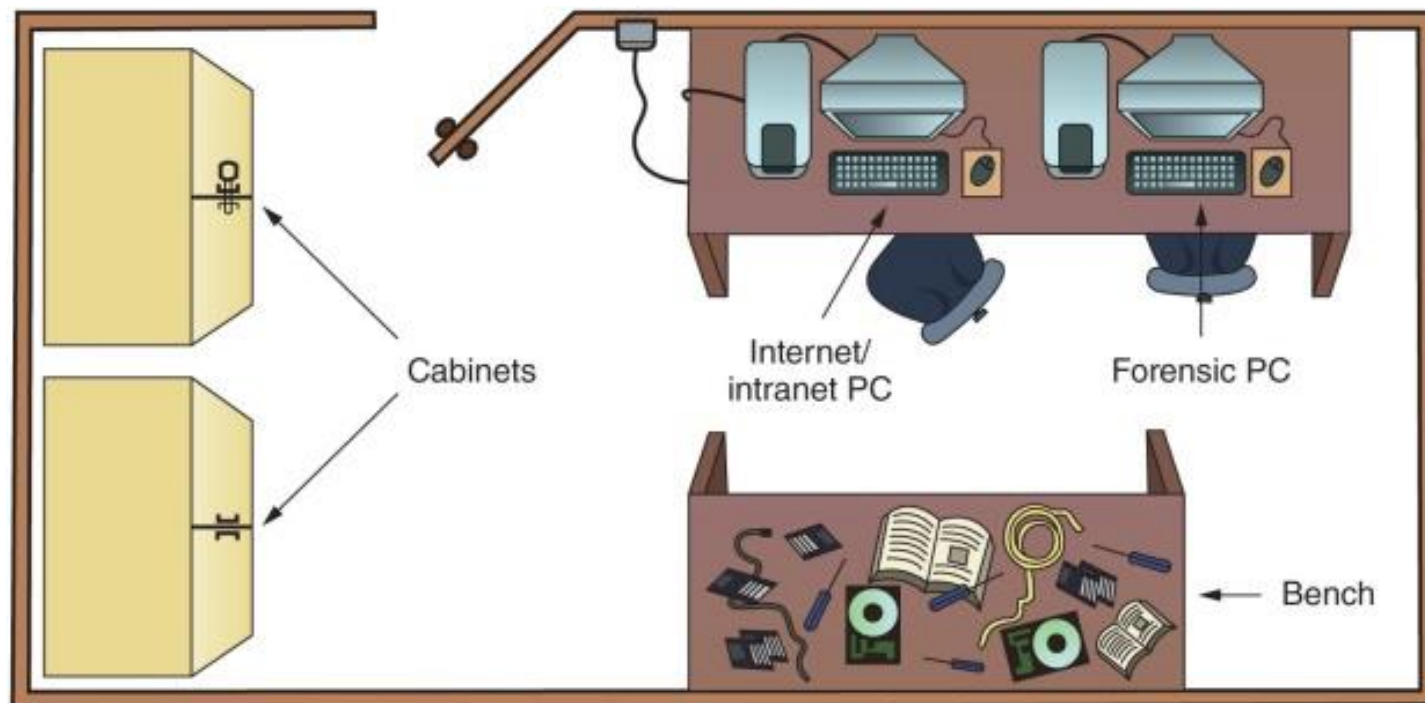 Cabinets
Internet/
intranet PC
Forensic PC
Bench